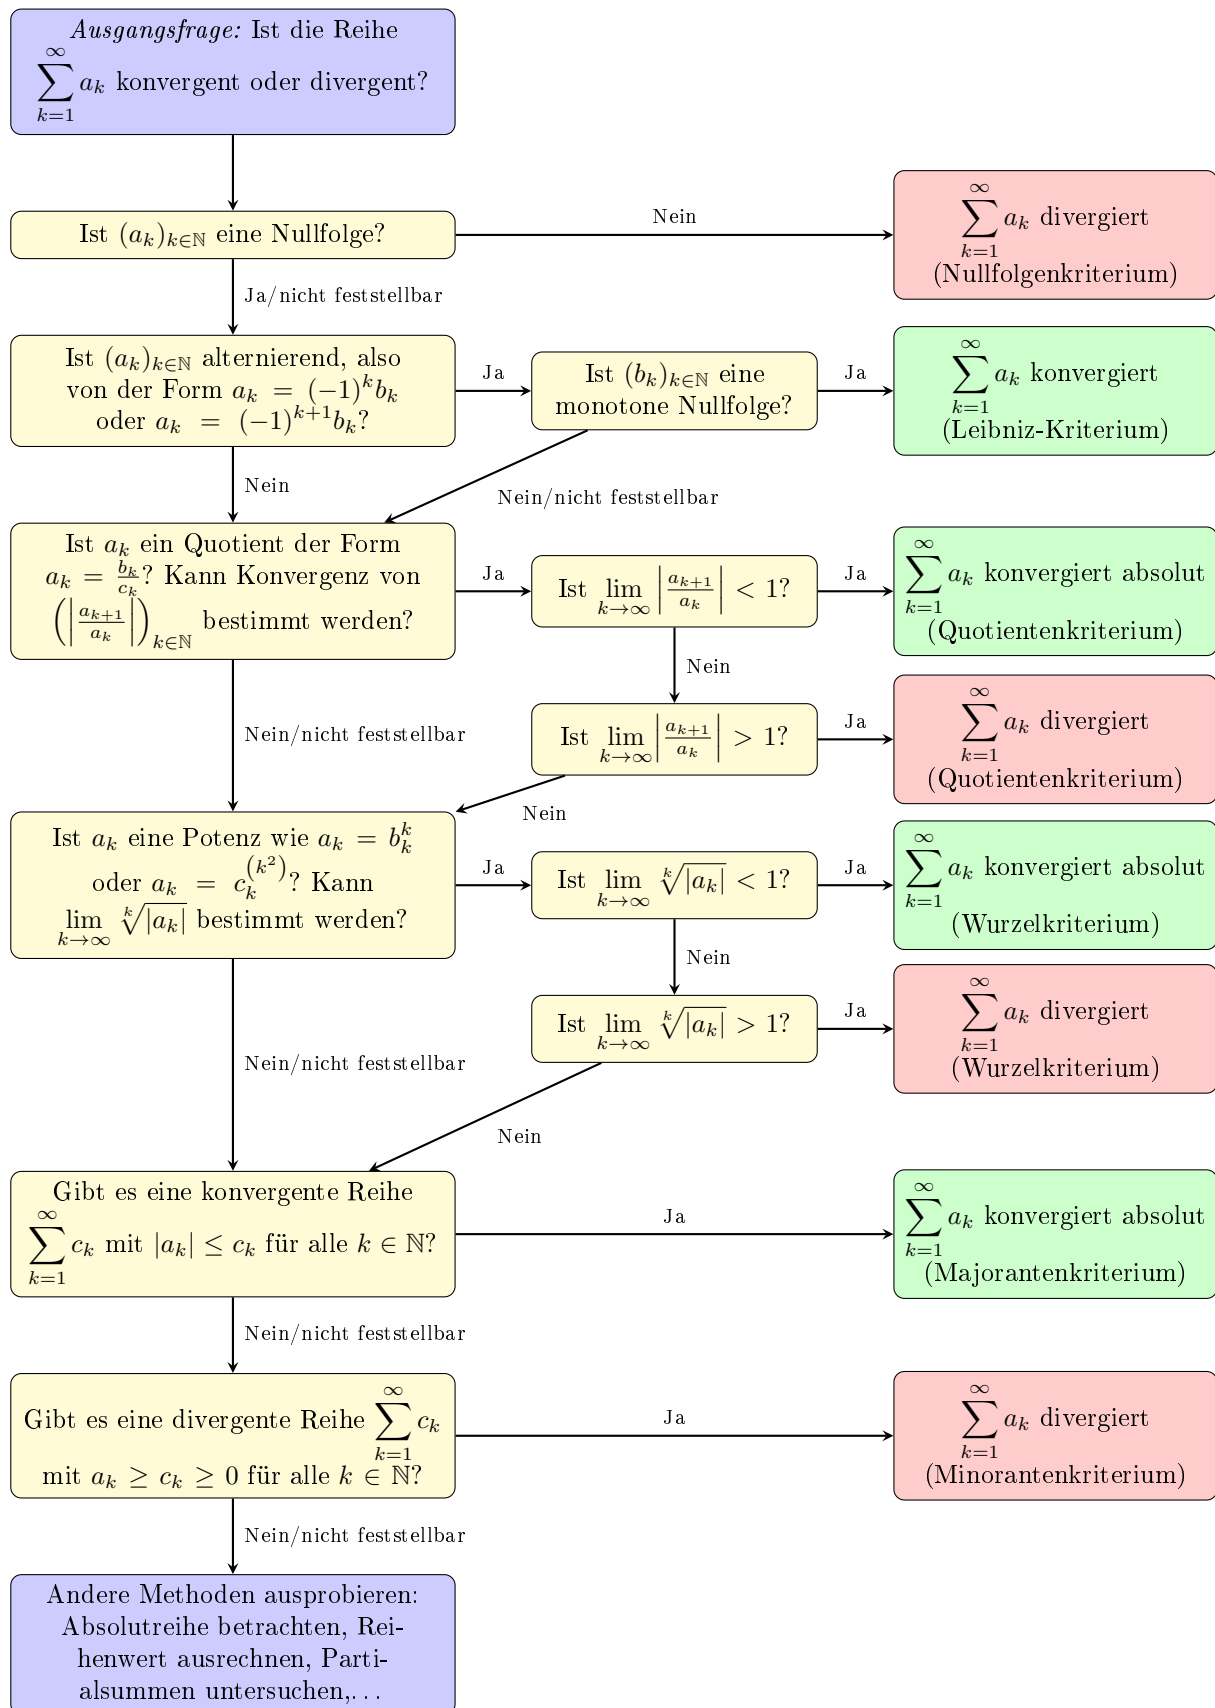 Ausgangsfrage: Ist die Reihe
∑_{k=1}^{∞} a_k konvergent oder divergent?
Ist (a_k)_{k∈ℕ} eine Nullfolge?
Nein
∑_{k=1}^{∞} a_k divergiert
(Nullfolgenkriterium)
Ja/nicht feststellbar
Ist (a_k)_{k∈ℕ} alternierend, also
von der Form a_k = (−1)^k b_k
oder a_k = (−1)^{k+1} b_k?
Ja
Ist (b_k)_{k∈ℕ} eine
monotone Nullfolge?
Ja
∑_{k=1}^{∞} a_k konvergiert
(Leibniz-Kriterium)
Nein
Nein/nicht feststellbar
Ist a_k ein Quotient der Form
a_k = b_k/c_k? Kann Konvergenz von
(|a_{k+1}/a_k|)_{k∈ℕ} bestimmt werden?
Ja
Ist lim_{k→∞} |a_{k+1}/a_k| < 1?
Ja
∑_{k=1}^{∞} a_k konvergiert absolut
(Quotientenkriterium)
Nein
Nein/nicht feststellbar
Ist lim_{k→∞} |a_{k+1}/a_k| > 1?
Ja
∑_{k=1}^{∞} a_k divergiert
(Quotientenkriterium)
Nein
Ist a_k eine Potenz wie a_k = b_k^k
oder a_k = c_k^{(k^2)}? Kann
lim_{k→∞} \sqrt[k]{|a_k|} bestimmt werden?
Ja
Ist lim_{k→∞} \sqrt[k]{|a_k|} < 1?
Ja
∑_{k=1}^{∞} a_k konvergiert absolut
(Wurzelkriterium)
Nein
Nein/nicht feststellbar
Ist lim_{k→∞} \sqrt[k]{|a_k|} > 1?
Ja
∑_{k=1}^{∞} a_k divergiert
(Wurzelkriterium)
Nein
Gibt es eine konvergente Reihe
∑_{k=1}^{∞} c_k mit |a_k| ≤ c_k für alle k ∈ ℕ?
Ja
∑_{k=1}^{∞} a_k konvergiert absolut
(Majorantenkriterium)
Nein/nicht feststellbar
Gibt es eine divergente Reihe ∑_{k=1}^{∞} c_k
mit a_k ≥ c_k ≥ 0 für alle k ∈ ℕ?
Ja
∑_{k=1}^{∞} a_k divergiert
(Minorantenkriterium)
Nein/nicht feststellbar
Andere Methoden ausprobieren:
Absolutreihe betrachten, Rei-
henwert ausrechnen, Parti-
alsummen untersuchen,...